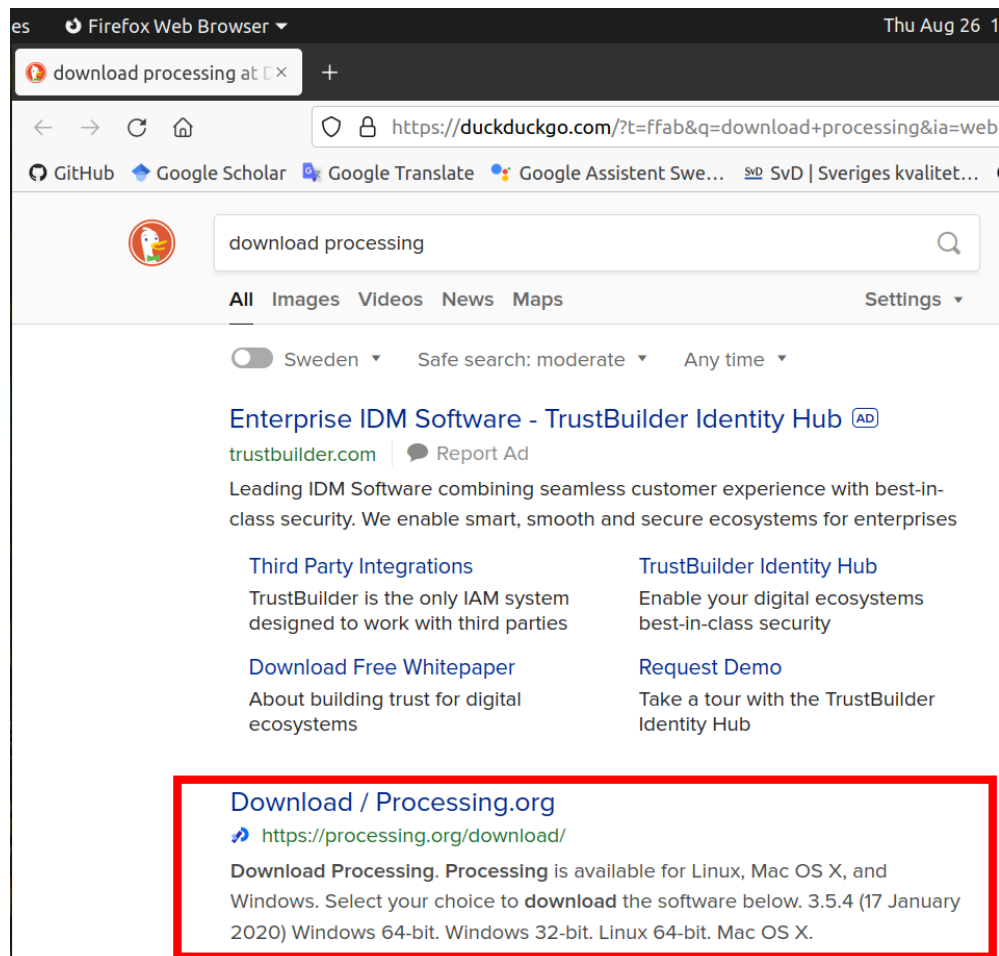 es Firefox Web Browser Thu Aug 26 1
download processing at D
https://duckduckgo.com/?t=ffab&q=download+processing&ia=web
GitHub Google Scholar Google Translate Google Assistent Swe… SvD SvD | Sveriges kvalitet…
download processing
All Images Videos News Maps Settings
Sweden Safe search: moderate Any time
Enterprise IDM Software - TrustBuilder Identity Hub AD
trustbuilder.com Report Ad
Leading IDM Software combining seamless customer experience with best-in-
class security. We enable smart, smooth and secure ecosystems for enterprises
Third Party Integrations TrustBuilder Identity Hub
TrustBuilder is the only IAM system Enable your digital ecosystems
designed to work with third parties best-in-class security
Download Free Whitepaper Request Demo
About building trust for digital Take a tour with the TrustBuilder
ecosystems Identity Hub
Download / Processing.org
https://processing.org/download/
Download Processing. Processing is available for Linux, Mac OS X, and
Windows. Select your choice to download the software below. 3.5.4 (17 January
2020) Windows 64-bit. Windows 32-bit. Linux 64-bit. Mac OS X.